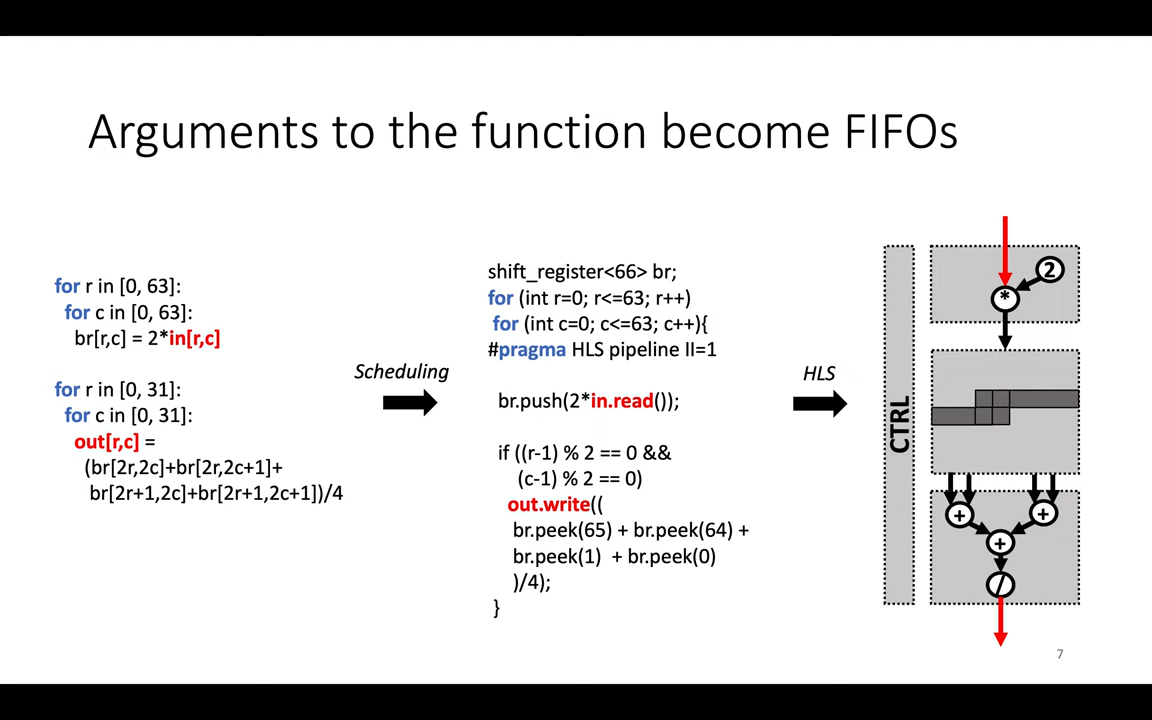 Arguments to the function become FIFOs
for r in [0, 63]:
for c in [0, 63]:
br[r,c] = 2*in[r,c]
for r in [0, 31]:
for c in [0, 31]:
out[r,c] =
(br[2r,2c]+br[2r,2c+1]+
br[2r+1,2c]+br[2r+1,2c+1])/4
Scheduling
shift_register<66> br;
for (int r=0; r<=63; r++)
for (int c=0; c<=63; c++){
#pragma HLS pipeline II=1
br.push(2*in.read());
if ((r-1) % 2 == 0 &&
(c-1) % 2 == 0)
out.write((
br.peek(65) + br.peek(64) +
br.peek(1) + br.peek(0)
)/4);
}
HLS
CTRL
2
*
+
+
+
/
7